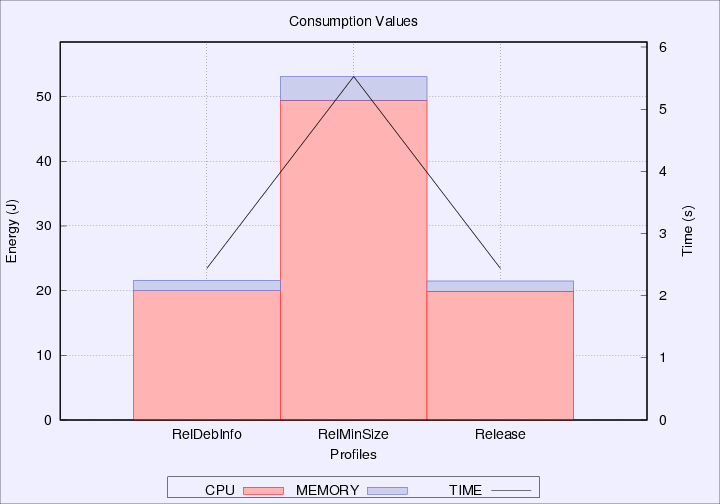 Consumption Values
Energy (J)
50
40
30
20
10
0
6
5
4
3
2
1
0
Time (s)
RelDebInfo RelMinSize Release
Profiles
CPU MEMORY TIME